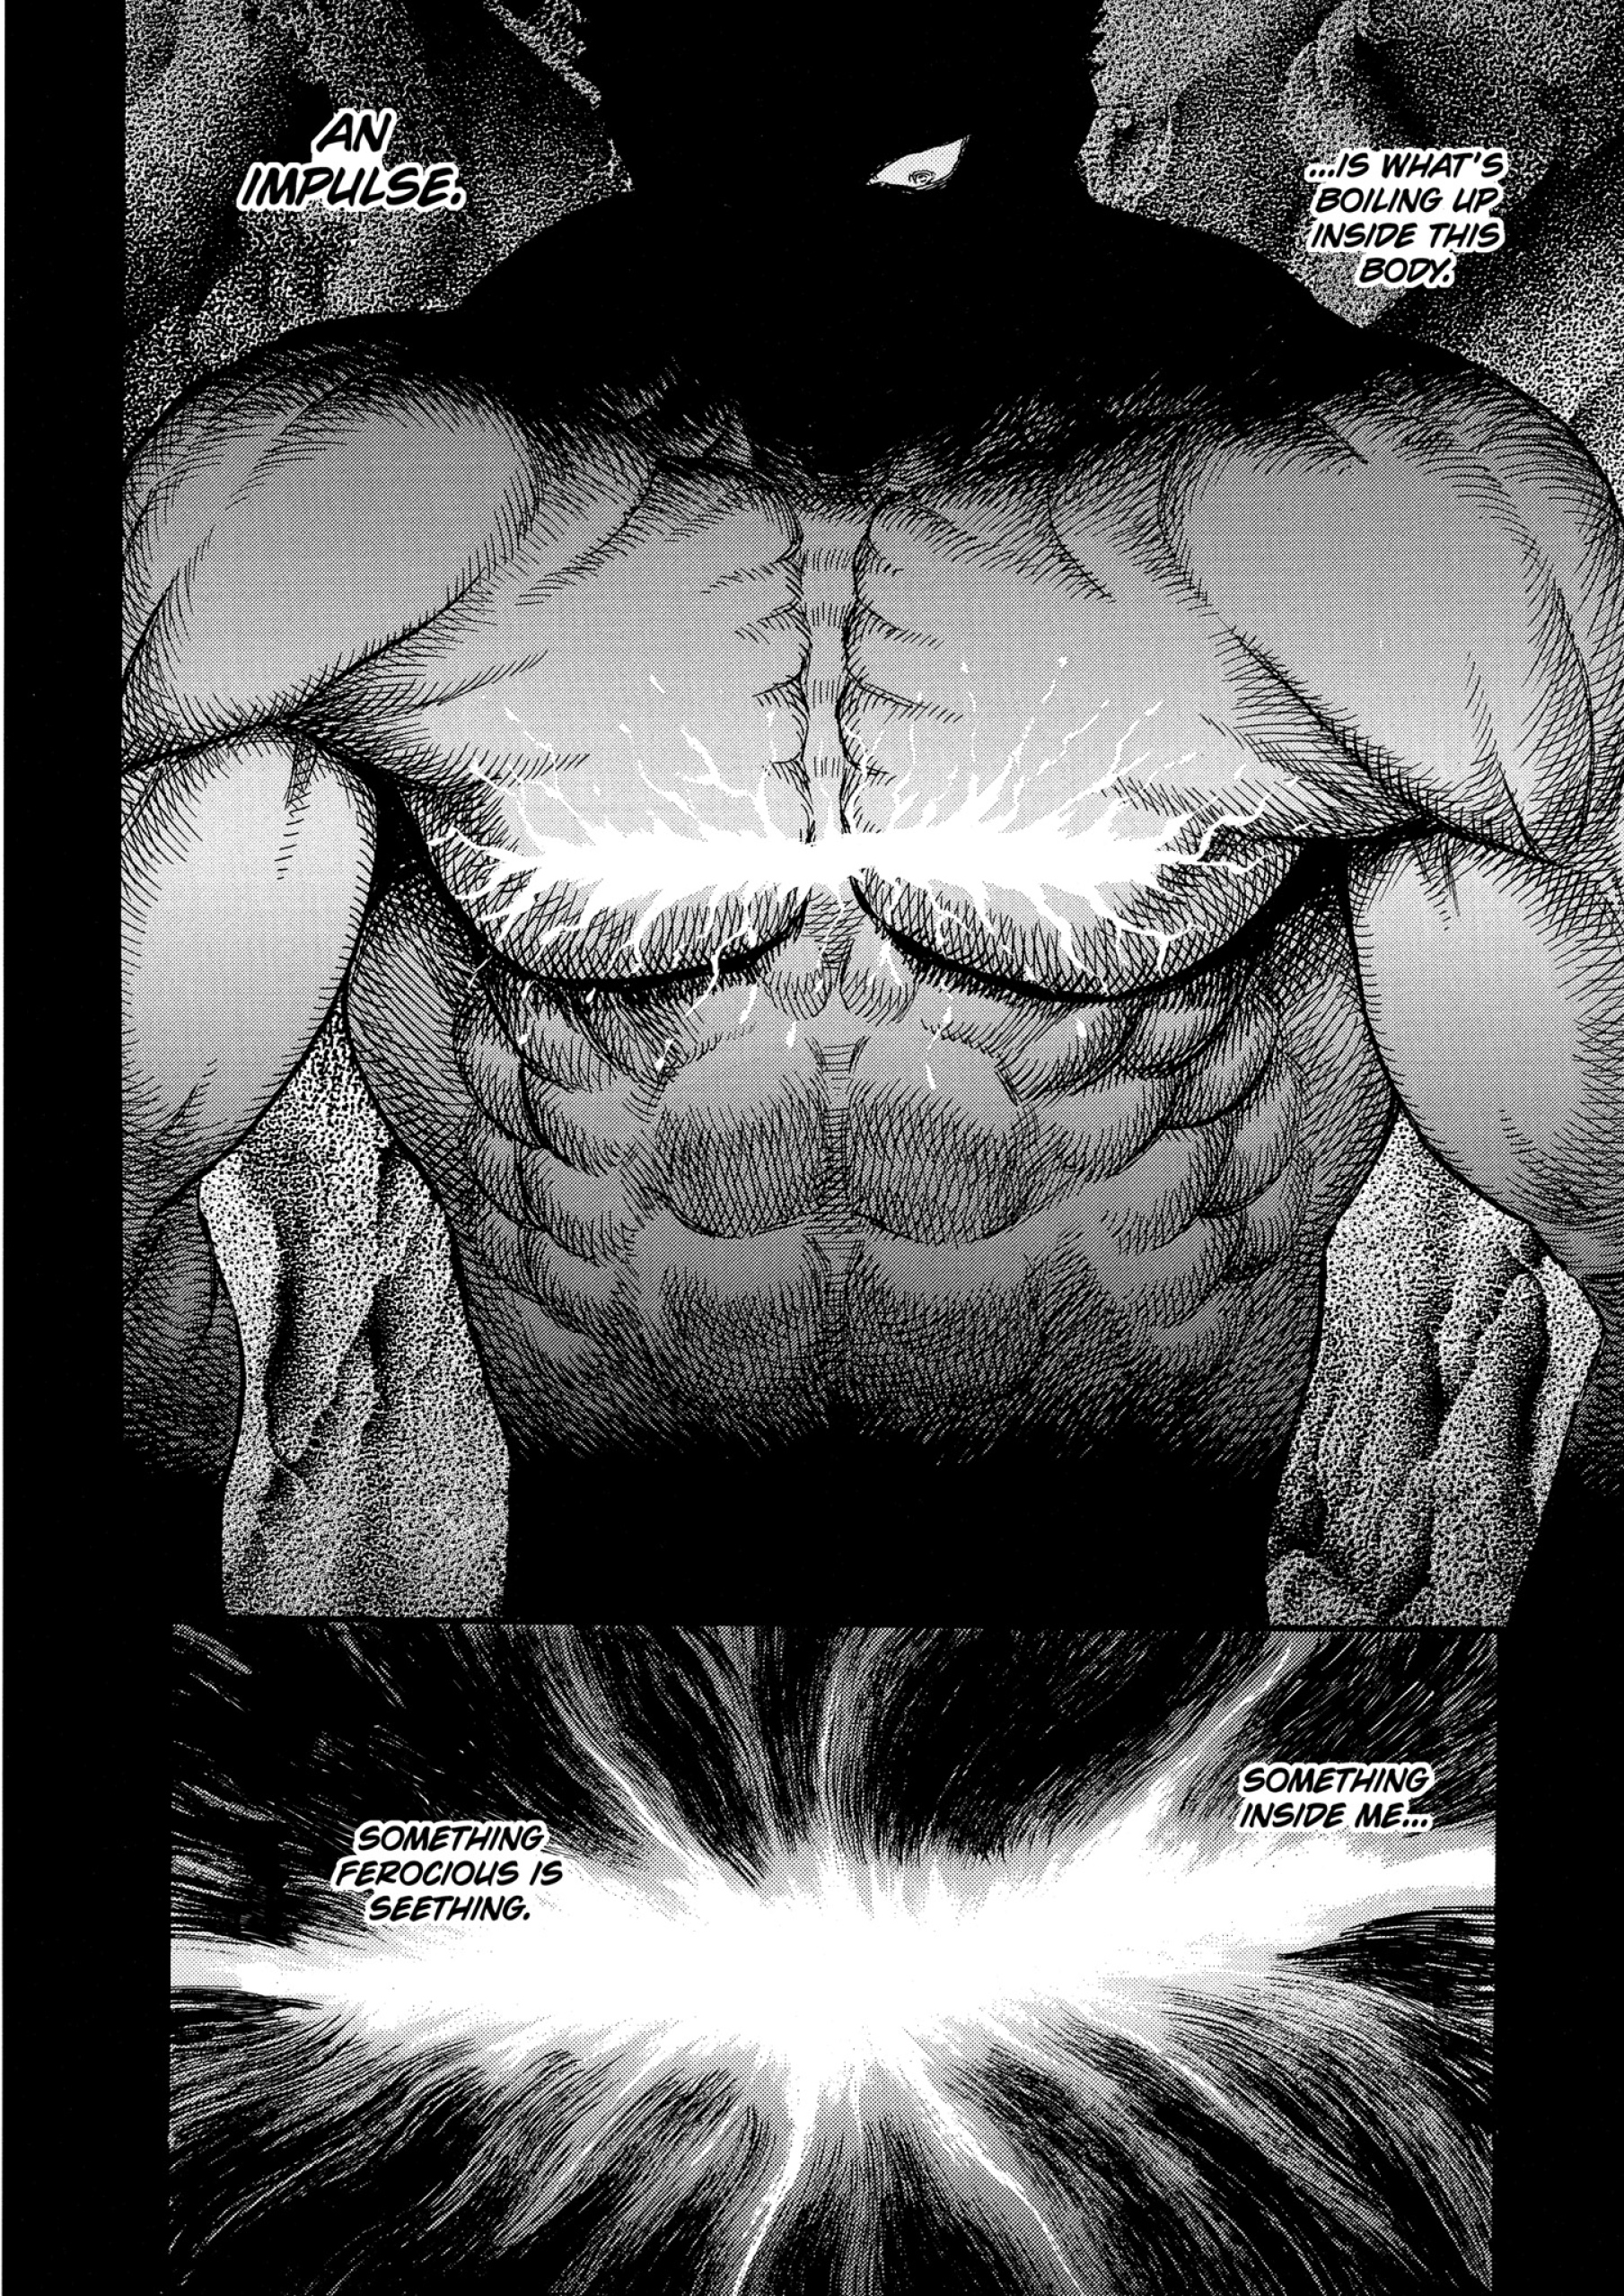 ...IS WHAT'S
BOILING UP
INSIDE THIS
BODY.
AN
IMPULSE.
SOMETHING
INSIDE ME...
SOMETHING
FEROCIOUS IS
SEETHING.